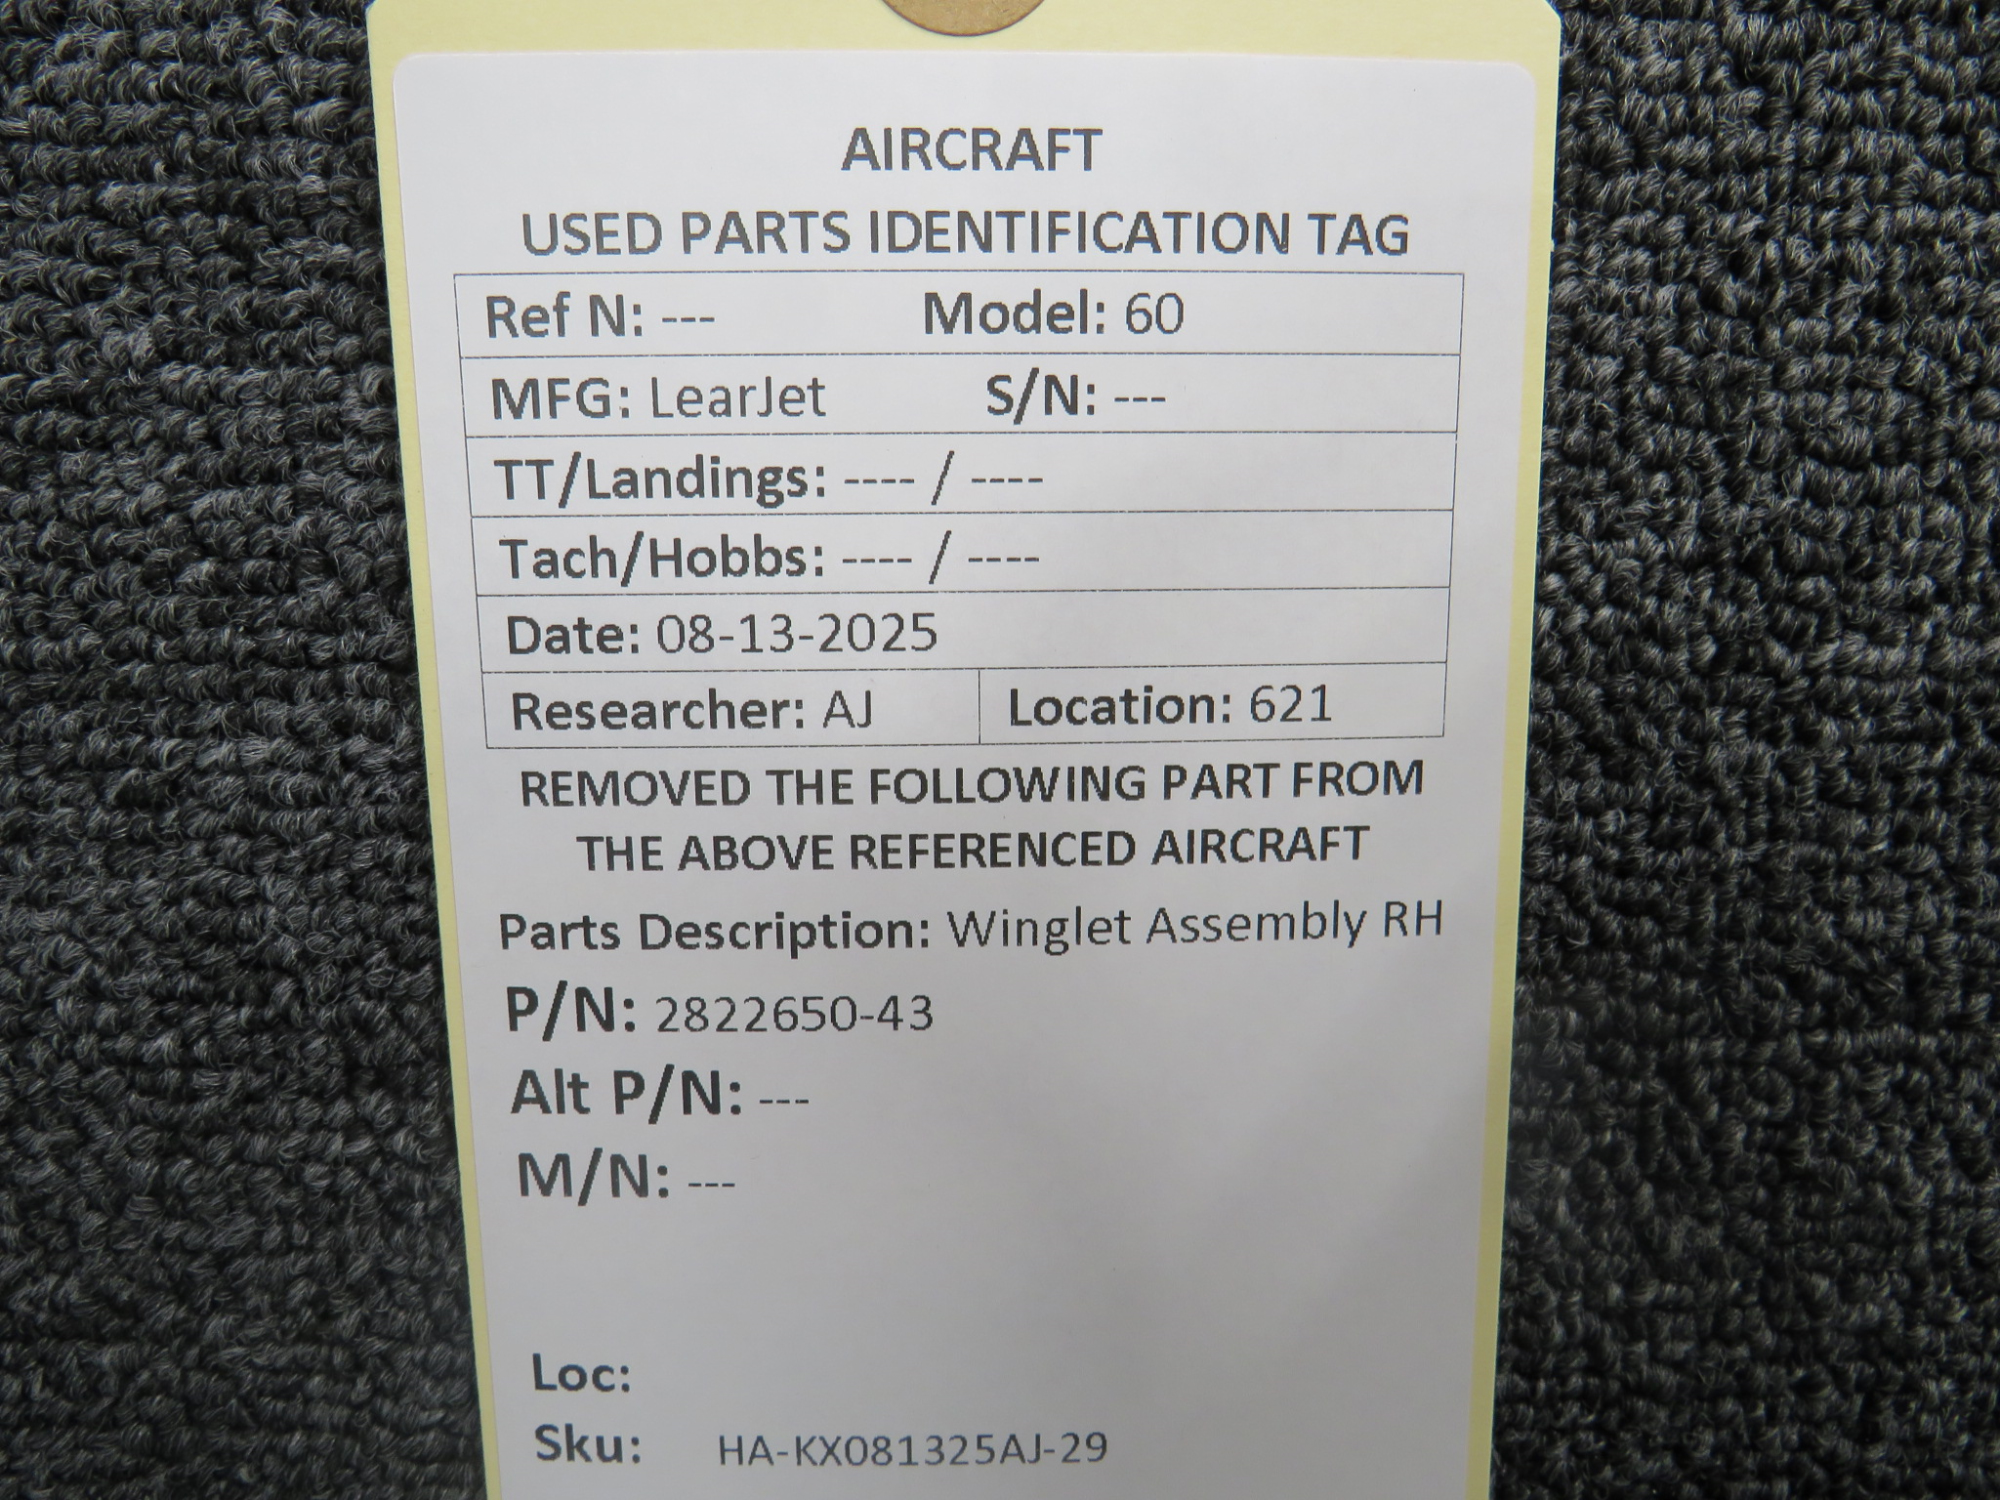 AIRCRAFT
USED PARTS IDENTIFICATION TAG
Ref N: --- Model: 60
MFG: LearJet S/N: ---
TT/Landings: ---- / ----
Tach/Hobbs: ---- / ----
Date: 08-13-2025
Researcher: AJ Location: 621
REMOVED THE FOLLOWING PART FROM
THE ABOVE REFERENCED AIRCRAFT
Parts Description: Winglet Assembly RH
P/N: 2822650-43
Alt P/N: ---
M/N: ---
Loc:
Sku: HA-KX081325AJ-29